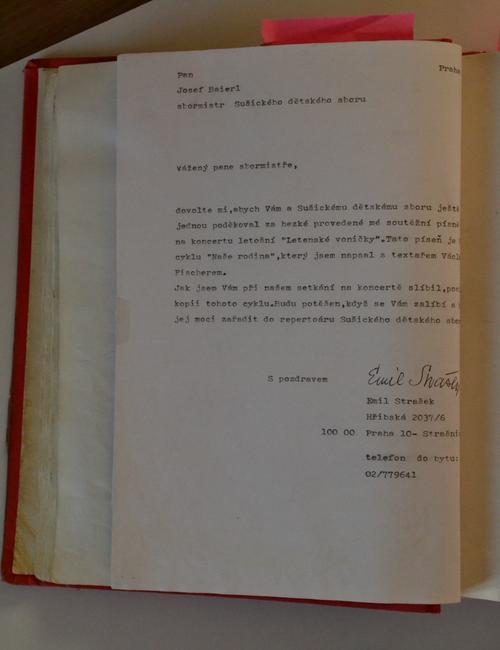 Pan Praha
Josef Baierl
sbormistr Sušického dětského sboru
Vážený pane sbormistře,
dovolte mi,abych Vám a Sušickému dětskému sboru ještě
jednou poděkoval za hezké provedené mé soutěžní písně
na koncertu letošní "Letenské voničky".Tato píseň je
cyklu "Naše rodina",který jsem napsal s textařem
Fischerem.
Jak jsem Vám při našem setkání na koncertě slíbil,
kopii tohoto cyklu.Budu potěšen,když se Vám zalíbí a
jej moci zařadit do repertoáru Sušického dětského
S pozdravem Emil
Emil Strašek
Hřibská 2037/6
100 00 Praha 10-
telefon do bytu:
02/779641